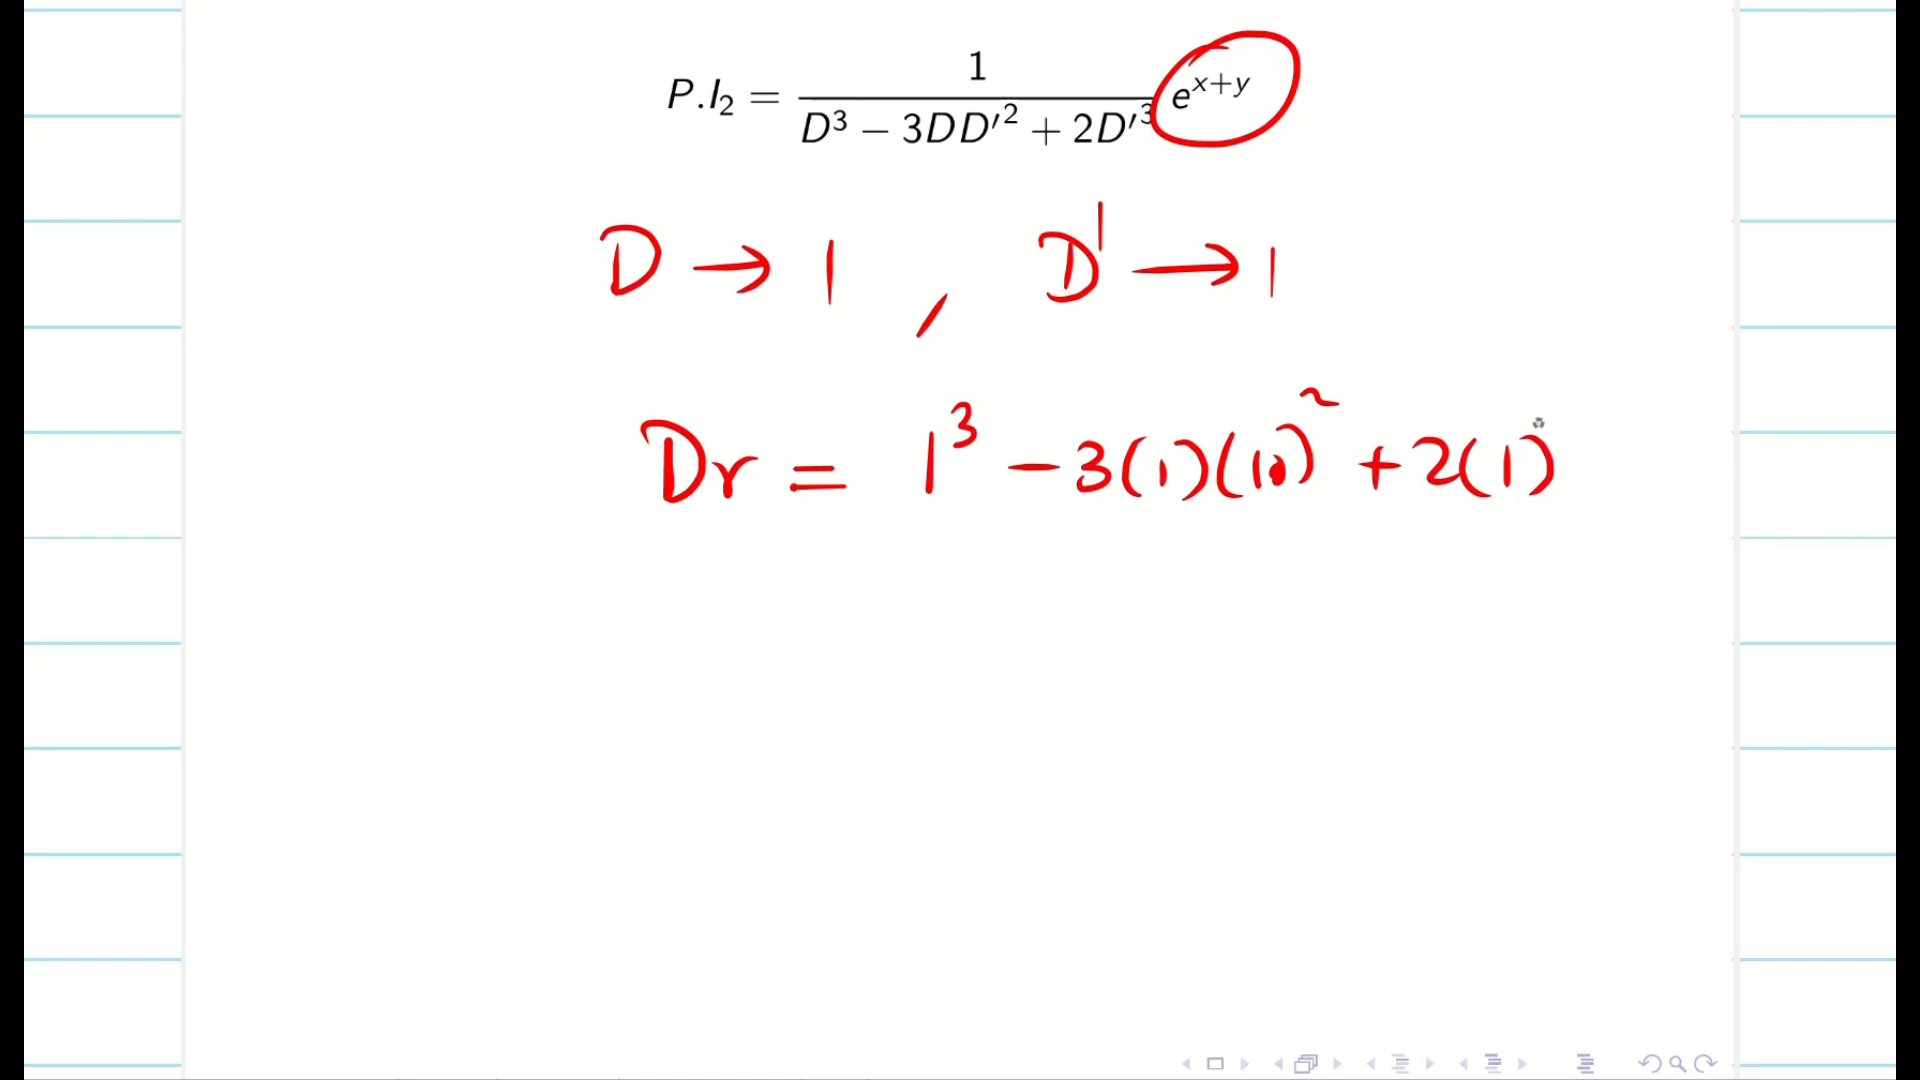 P.I₂ = 1 / (D³ − 3DD′² + 2D′³) e^(x+y)
D → 1 , D' → 1
Dr = 1³ − 3(1)(1)² + 2(1)